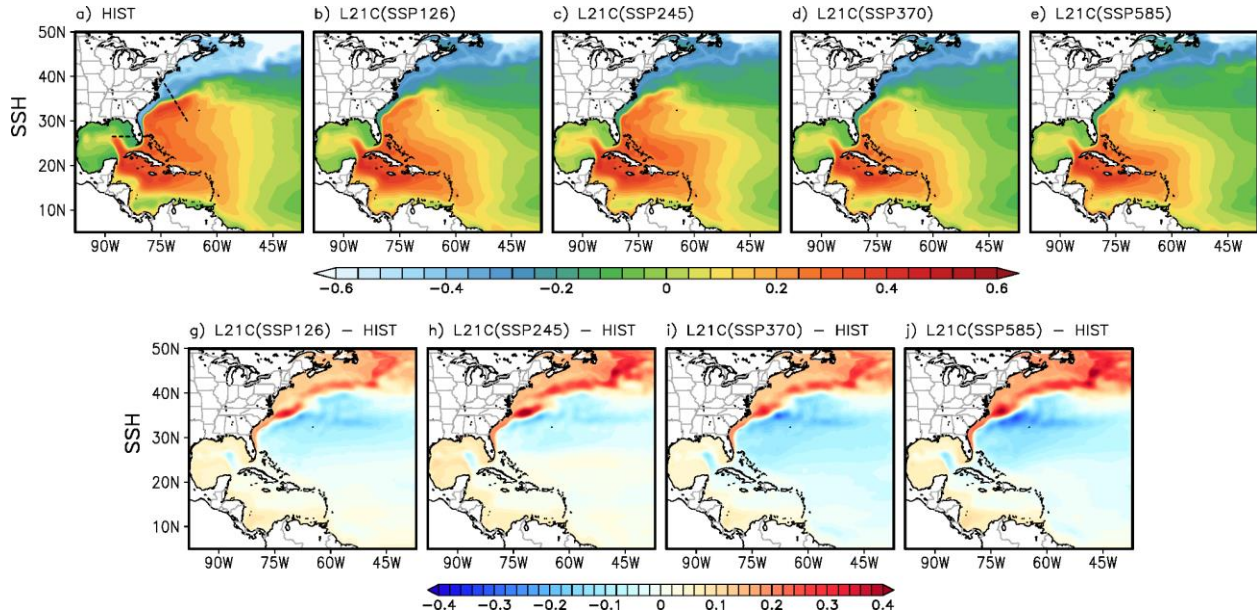 a) HIST
b) L21C(SSP126)
c) L21C(SSP245)
d) L21C(SSP370)
e) L21C(SSP585)
SSH
50N
40N
30N
20N
10N
90W 75W 60W 45W
90W 75W 60W 45W
90W 75W 60W 45W
90W 75W 60W 45W
90W 75W 60W 45W
−0.6 −0.4 −0.2 0 0.2 0.4 0.6
g) L21C(SSP126) − HIST
h) L21C(SSP245) − HIST
i) L21C(SSP370) − HIST
j) L21C(SSP585) − HIST
SSH
50N
40N
30N
20N
10N
90W 75W 60W 45W
90W 75W 60W 45W
90W 75W 60W 45W
90W 75W 60W 45W
−0.4 −0.3 −0.2 −0.1 0 0.1 0.2 0.3 0.4